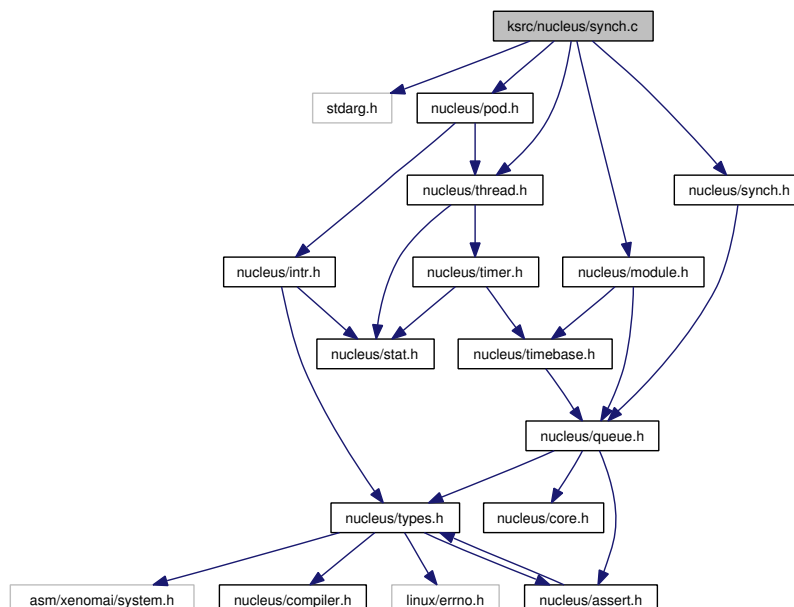 ksrc/nucleus/synch.c
stdarg.h
nucleus/pod.h
nucleus/thread.h
nucleus/synch.h
nucleus/intr.h
nucleus/timer.h
nucleus/module.h
nucleus/stat.h
nucleus/timebase.h
nucleus/queue.h
nucleus/types.h
nucleus/core.h
asm/xenomai/system.h
nucleus/compiler.h
linux/errno.h
nucleus/assert.h